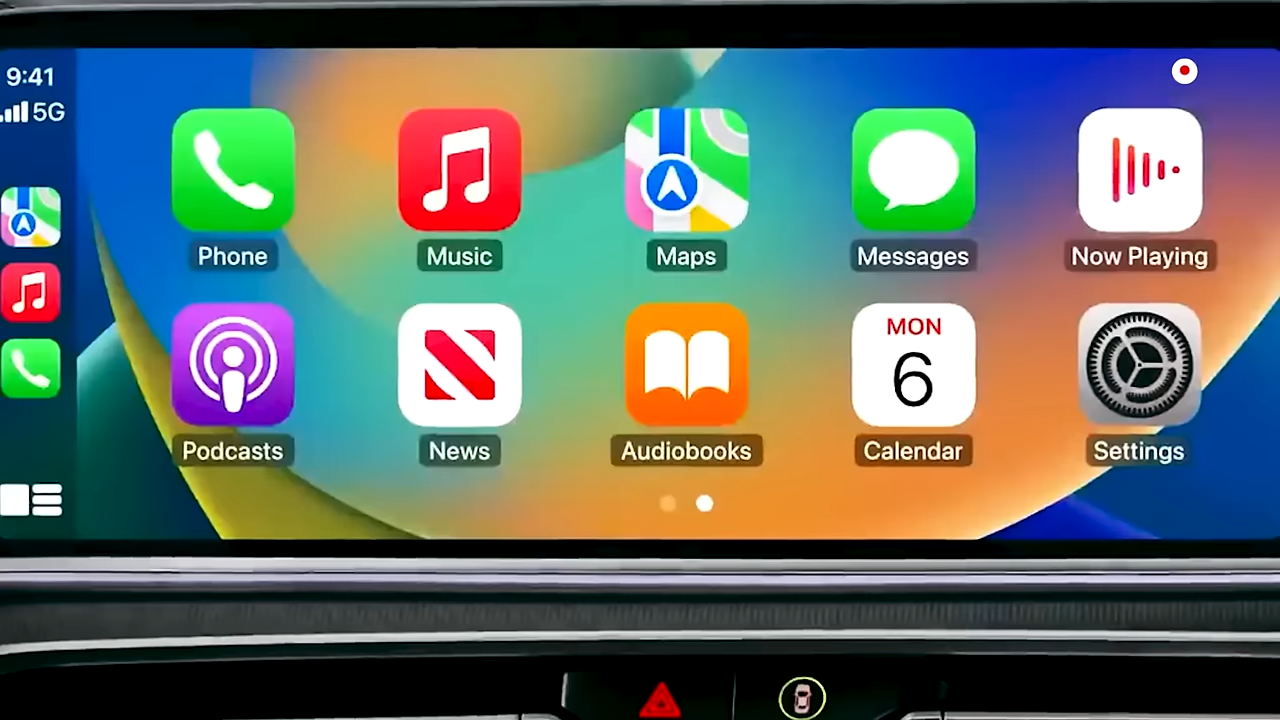 9:41
5G
Phone
Music
Maps
Messages
Now Playing
MON
6
Podcasts
News
Audiobooks
Calendar
Settings